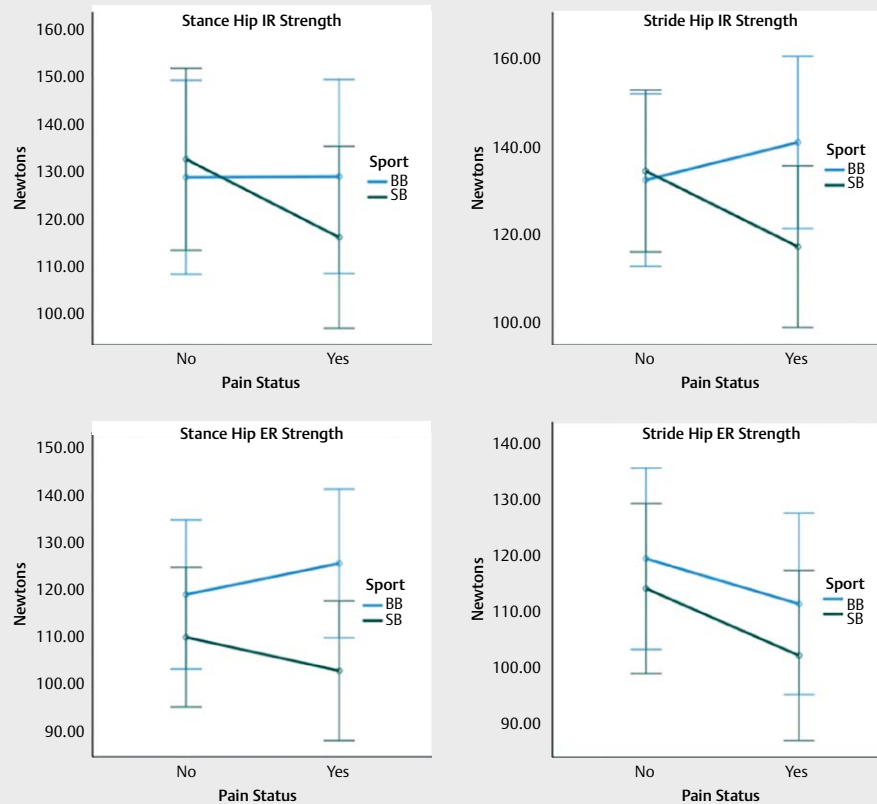 Stance Hip IR Strength
160.00
150.00
140.00
130.00
120.00
110.00
100.00
Newtons
Sport
BB
SB
No Yes
Pain Status
Stride Hip IR Strength
160.00
140.00
120.00
100.00
Newtons
Sport
BB
SB
No Yes
Pain Status
Stance Hip ER Strength
150.00
140.00
130.00
120.00
110.00
100.00
90.00
Newtons
Sport
BB
SB
No Yes
Pain Status
Stride Hip ER Strength
140.00
130.00
120.00
110.00
100.00
90.00
Newtons
Sport
BB
SB
No Yes
Pain Status